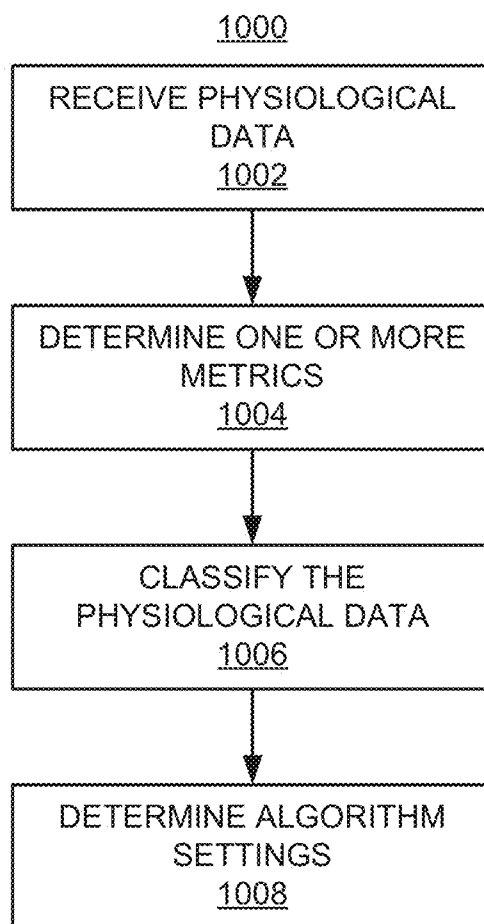 1000
RECEIVE PHYSIOLOGICAL
DATA
1002
DETERMINE ONE OR MORE
METRICS
1004
CLASSIFY THE
PHYSIOLOGICAL DATA
1006
DETERMINE ALGORITHM
SETTINGS
1008